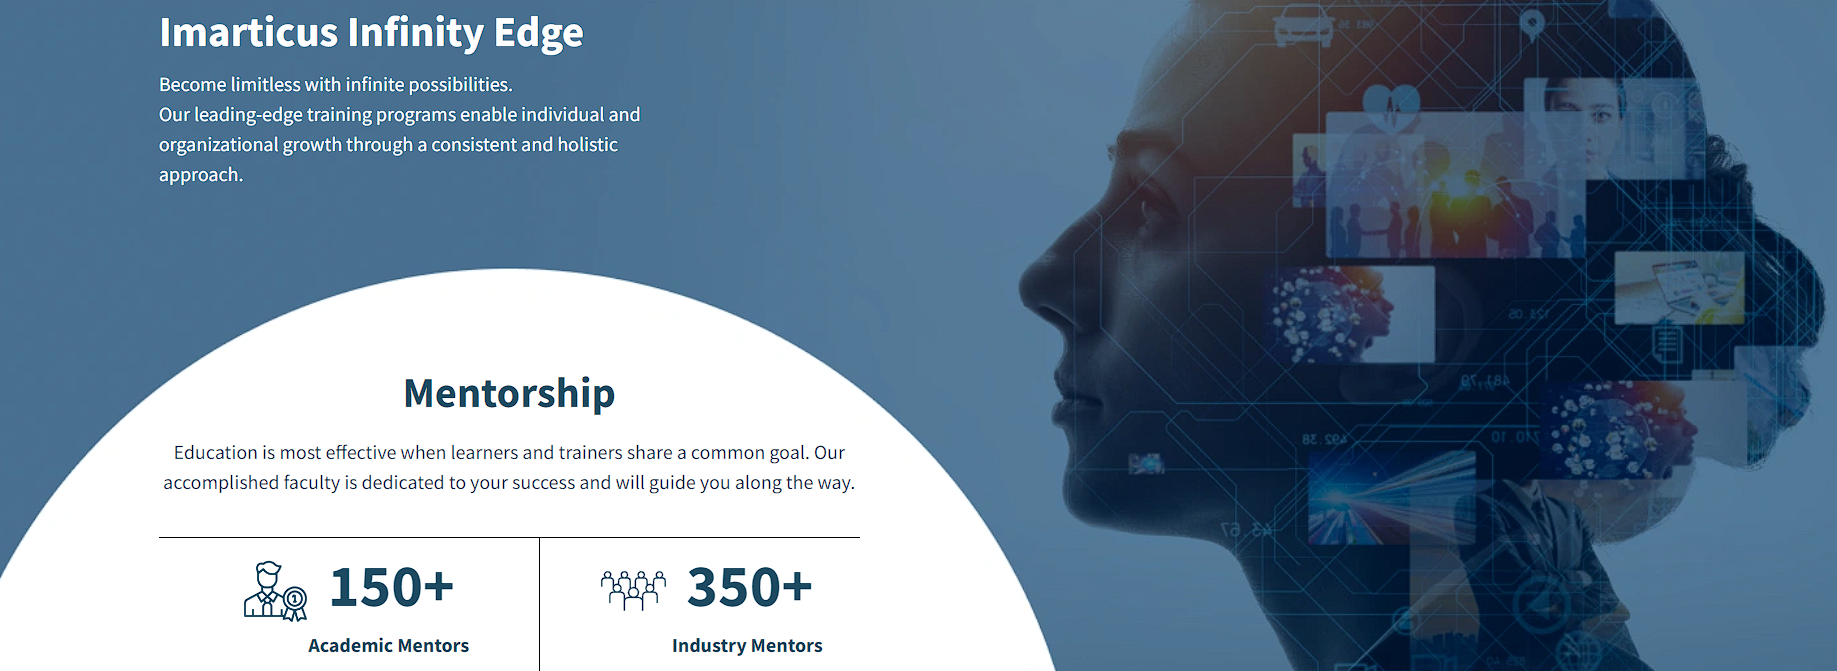 Imarticus Infinity Edge
Become limitless with infinite possibilities.
Our leading-edge training programs enable individual and
organizational growth through a consistent and holistic
approach.
Mentorship
Education is most effective when learners and trainers share a common goal. Our
accomplished faculty is dedicated to your success and will guide you along the way.
150+
Academic Mentors
350+
Industry Mentors